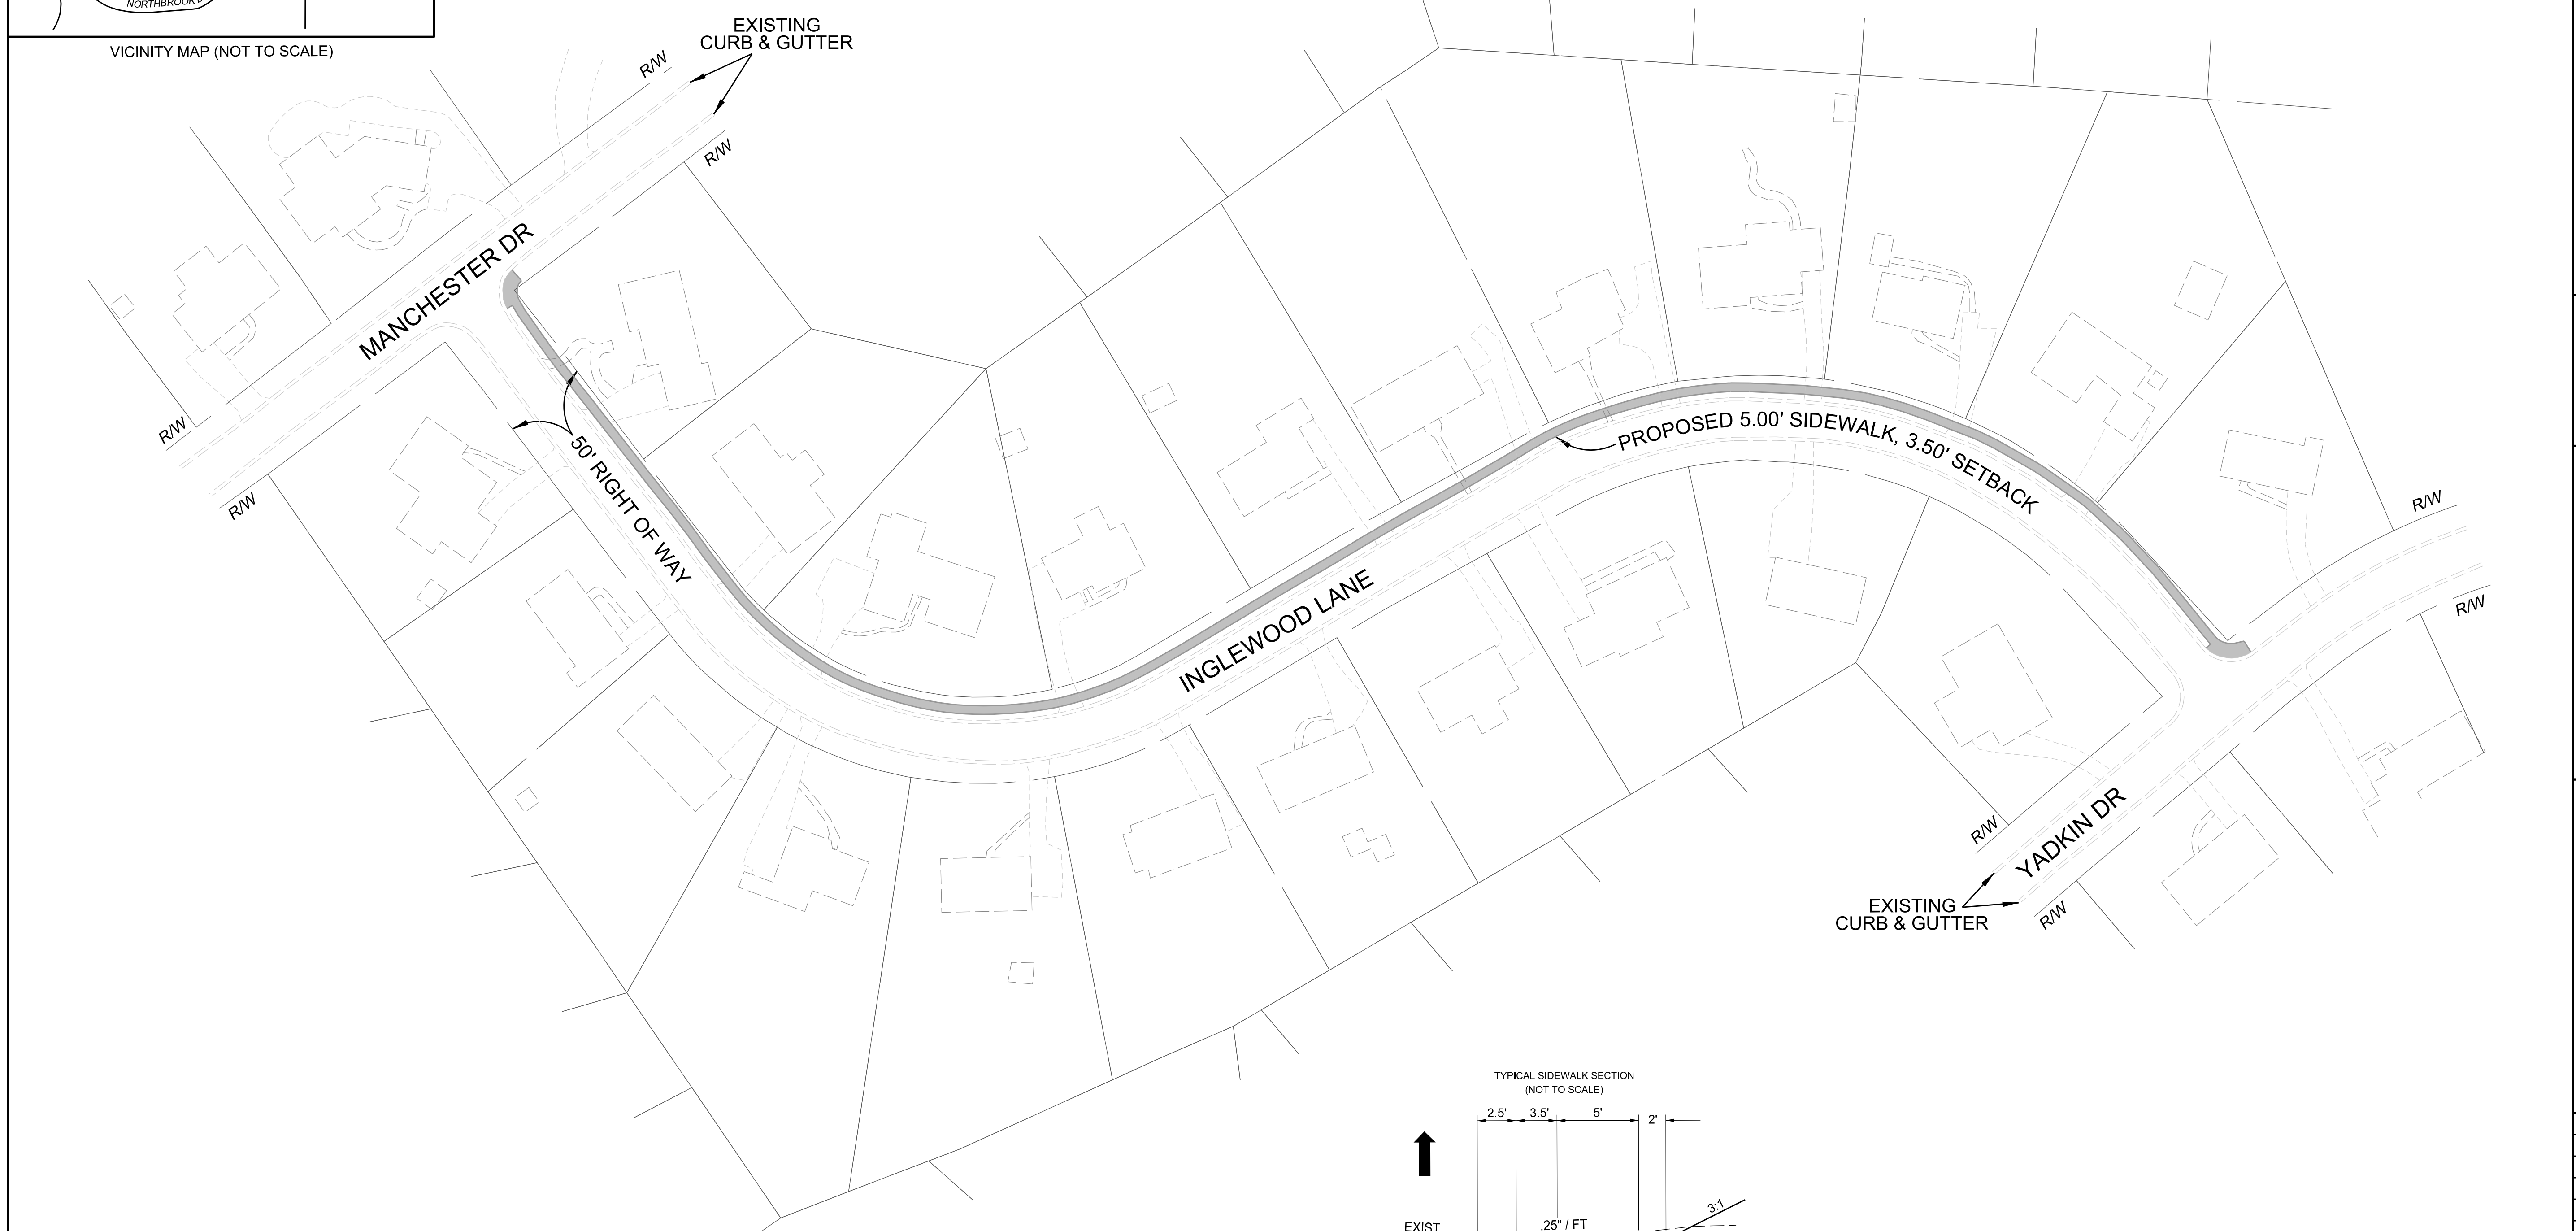 NORTHBROOK
VICINITY MAP (NOT TO SCALE)
EXISTING
CURB & GUTTER
R/W
R/W
MANCHESTER DR
R/W
R/W
50' RIGHT OF WAY
PROPOSED 5.00' SIDEWALK, 3.50' SETBACK
INGLEWOOD LANE
R/W
R/W
YADKIN DR
R/W
R/W
EXISTING
CURB & GUTTER
TYPICAL SIDEWALK SECTION
(NOT TO SCALE)
2.5' 3.5' 5' 2'
3:1
EXIST .25" / FT